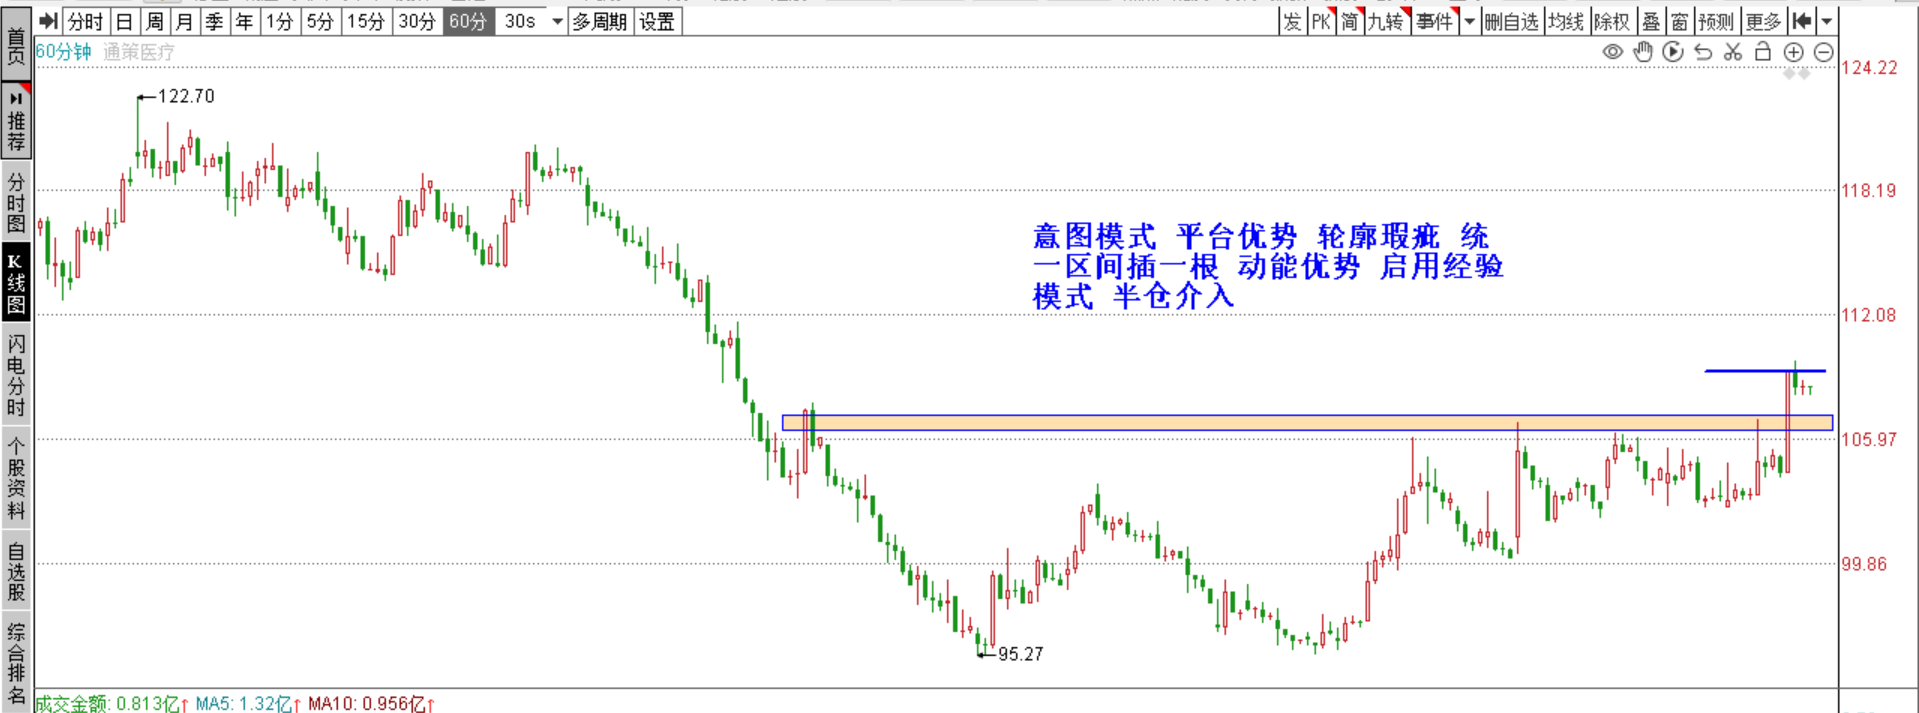 分时 日 周 月 季 年 1分 5分 15分 30分 60分 30s 多周期 设置 发 PK 简 九转 事件 删自选 均线 除权 叠 窗 预测 更多
首页
推荐
分时图
K线图
闪电分时
个股资料
自选股
综合排名
60分钟 通策医疗
124.22
122.70
118.19
意图模式 平台优势 轮廓瑕疵 统
一区间插一根 动能优势 启用经验
模式 半仓介入
112.08
105.97
99.86
95.27
成交金额: 0.813亿↑ MA5: 1.32亿↑ MA10: 0.956亿↑